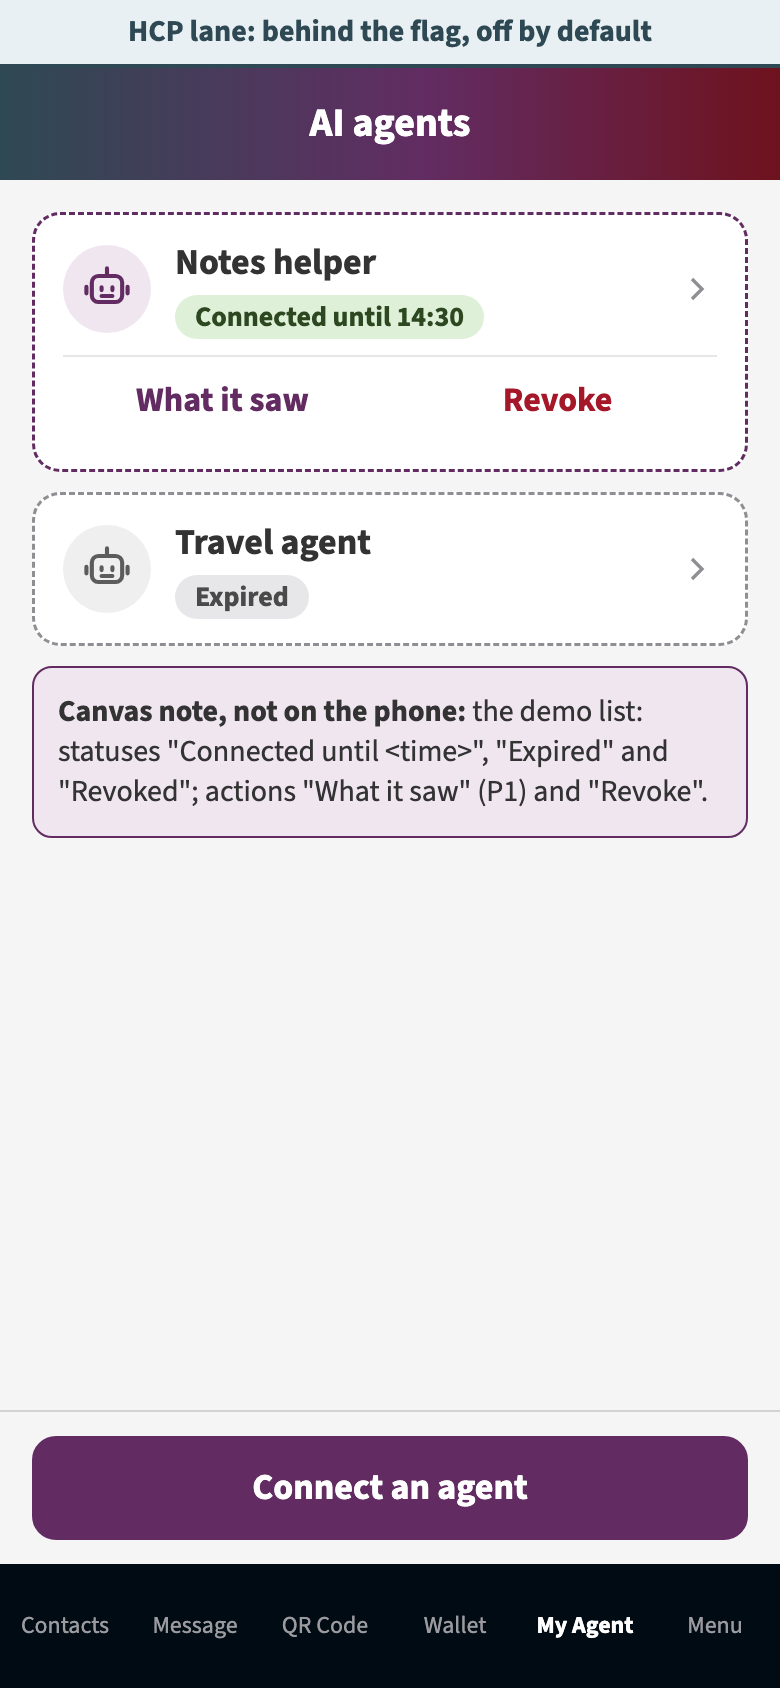 HCP lane: behind the flag, off by default
AI agents
Notes helper
Connected until 14:30
What it saw
Revoke
Travel agent
Expired
Canvas note, not on the phone: the demo list:
statuses "Connected until <time>", "Expired" and
"Revoked"; actions "What it saw" (P1) and "Revoke".
Connect an agent
Contacts
Message
QR Code
Wallet
My Agent
Menu